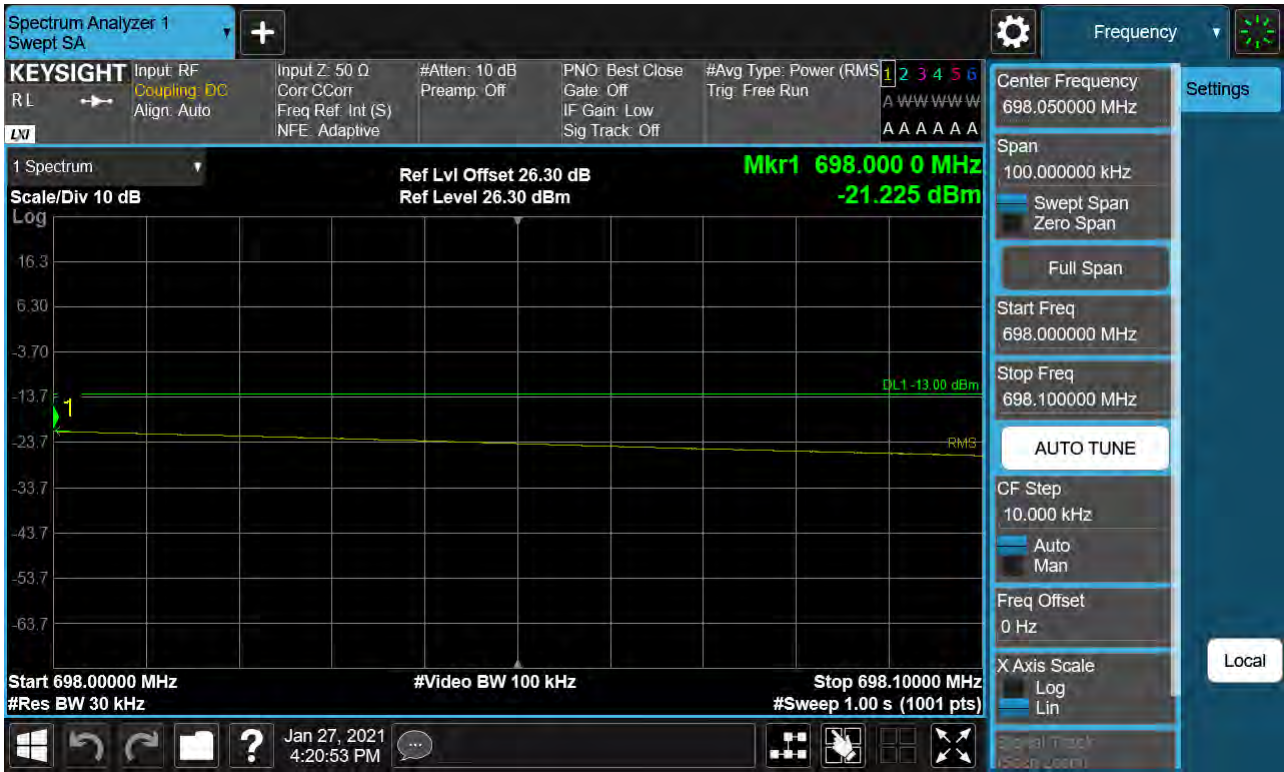 Spectrum Analyzer 1
Swept SA
+
Frequency
KEYSIGHT
RL
LXI
Input: RF
Coupling: DC
Align: Auto
Input Z: 50 Ω
Corr CCorr
Freq Ref: Int (S)
NFE: Adaptive
#Atten: 10 dB
Preamp: Off
PNO: Best Close
Gate: Off
IF Gain: Low
Sig Track: Off
#Avg Type: Power (RMS
Trig: Free Run
1 2 3 4 5 6
A W W W W W
A A A A A A
1 Spectrum
Scale/Div 10 dB
Log
Ref Lvl Offset 26.30 dB
Ref Level 26.30 dBm
Mkr1 698.000 0 MHz
-21.225 dBm
16.3
6.30
-3.70
-13.7
-23.7
-33.7
-43.7
-53.7
-63.7
1
DL1 -13.00 dBm
RMS
Start 698.00000 MHz
#Res BW 30 kHz
#Video BW 100 kHz
Stop 698.10000 MHz
#Sweep 1.00 s (1001 pts)
Center Frequency
698.050000 MHz
Span
100.000000 kHz
Swept Span
Zero Span
Full Span
Start Freq
698.000000 MHz
Stop Freq
698.100000 MHz
AUTO TUNE
CF Step
10.000 kHz
Auto
Man
Freq Offset
0 Hz
X Axis Scale
Log
Lin
Signal Track
(Span Zoom)
Settings
Local
?
Jan 27, 2021
4:20:53 PM